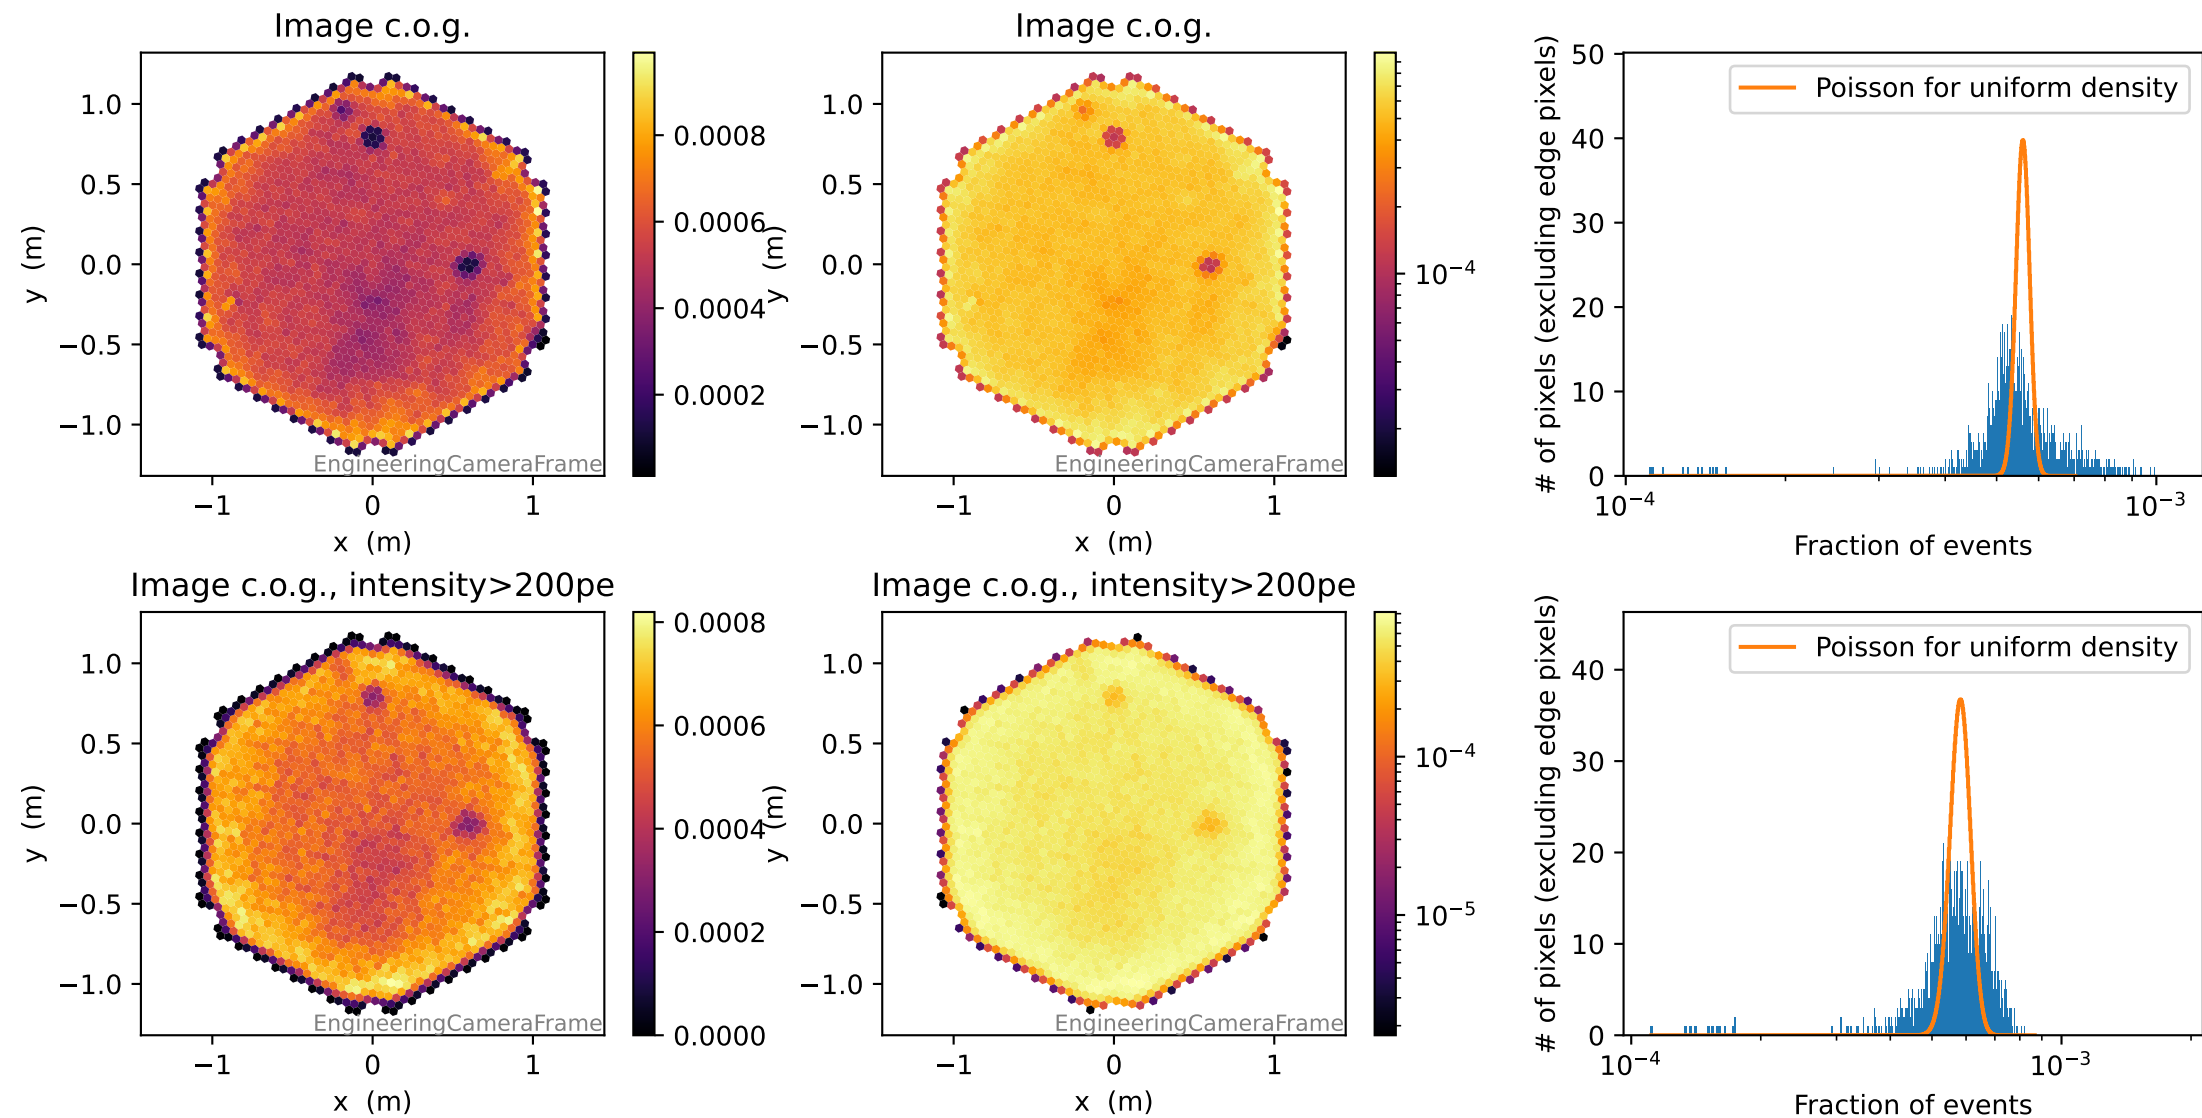 Image c.o.g.
1.0
0.5
0.0
−0.5
−1.0
y (m)
−1
0
1
x (m)
EngineeringCameraFrame
0.0008
0.0006
0.0004
0.0002
Image c.o.g.
1.0
0.5
0.0
−0.5
−1.0
y (m)
−1
0
1
x (m)
EngineeringCameraFrame
10⁻⁴
# of pixels (excluding edge pixels)
50
40
30
20
10
0
Poisson for uniform density
10⁻⁴
10⁻³
Fraction of events
Image c.o.g., intensity>200pe
1.0
0.5
0.0
−0.5
−1.0
y (m)
−1
0
1
x (m)
EngineeringCameraFrame
0.0008
0.0006
0.0004
0.0002
0.0000
Image c.o.g., intensity>200pe
1.0
0.5
0.0
−0.5
−1.0
y (m)
−1
0
1
x (m)
EngineeringCameraFrame
10⁻⁴
10⁻⁵
# of pixels (excluding edge pixels)
40
30
20
10
0
Poisson for uniform density
10⁻⁴
10⁻³
Fraction of events